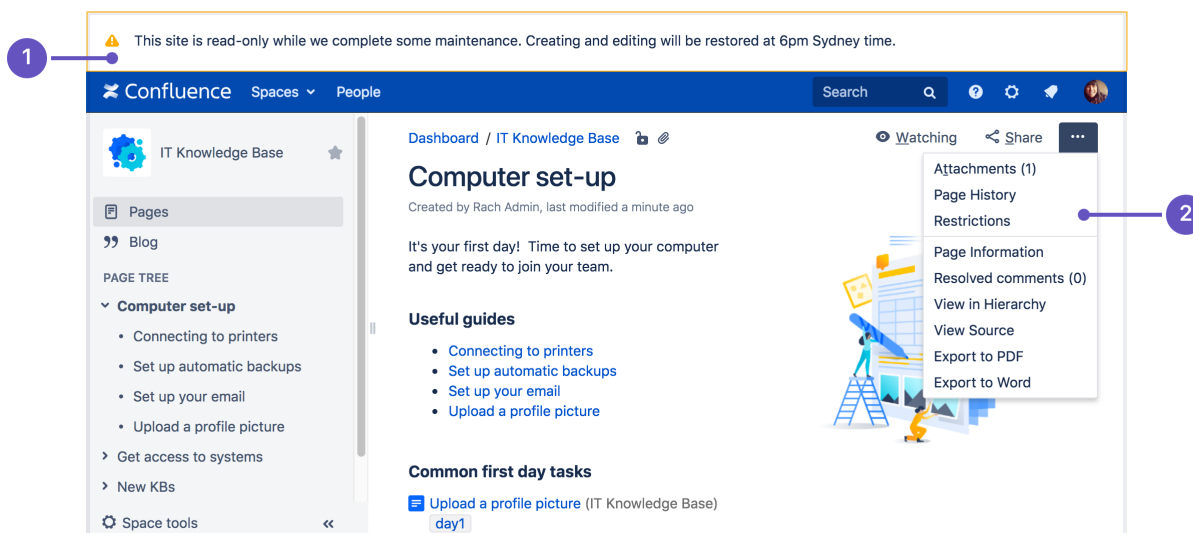 This site is read-only while we complete some maintenance. Creating and editing will be restored at 6pm Sydney time.
1
Confluence Spaces People
Search
IT Knowledge Base
Pages
Blog
PAGE TREE
Computer set-up
Connecting to printers
Set up automatic backups
Set up your email
Upload a profile picture
Get access to systems
New KBs
Space tools
Dashboard / IT Knowledge Base
Watching Share
Computer set-up
Created by Rach Admin, last modified a minute ago
It's your first day! Time to set up your computer
and get ready to join your team.
Useful guides
• Connecting to printers
• Set up automatic backups
• Set up your email
• Upload a profile picture
Common first day tasks
Upload a profile picture (IT Knowledge Base)
day1
Attachments (1)
Page History
Restrictions
2
Page Information
Resolved comments (0)
View in Hierarchy
View Source
Export to PDF
Export to Word